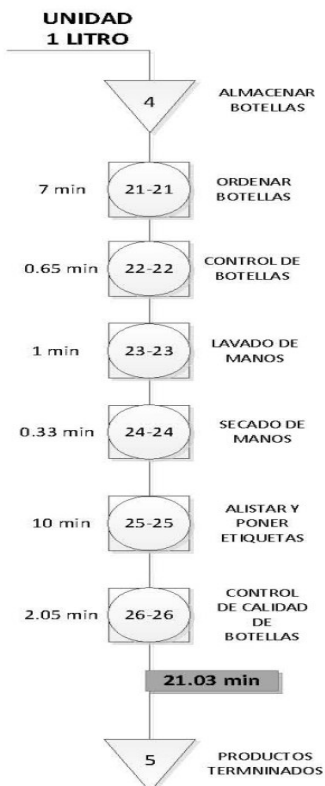 UNIDAD
1 LITRO
4
ALMACENAR
BOTELLAS
7 min
21-21
ORDENAR
BOTELLAS
0.65 min
22-22
CONTROL DE
BOTELLAS
1 min
23-23
LAVADO DE
MANOS
0.33 min
24-24
SECADO DE
MANOS
10 min
25-25
ALISTAR Y
PONER
ETIQUETAS
2.05 min
26-26
CONTROL
DE CALIDAD
DE
BOTELLAS
21.03 min
5
PRODUCTOS
TERMNINADOS